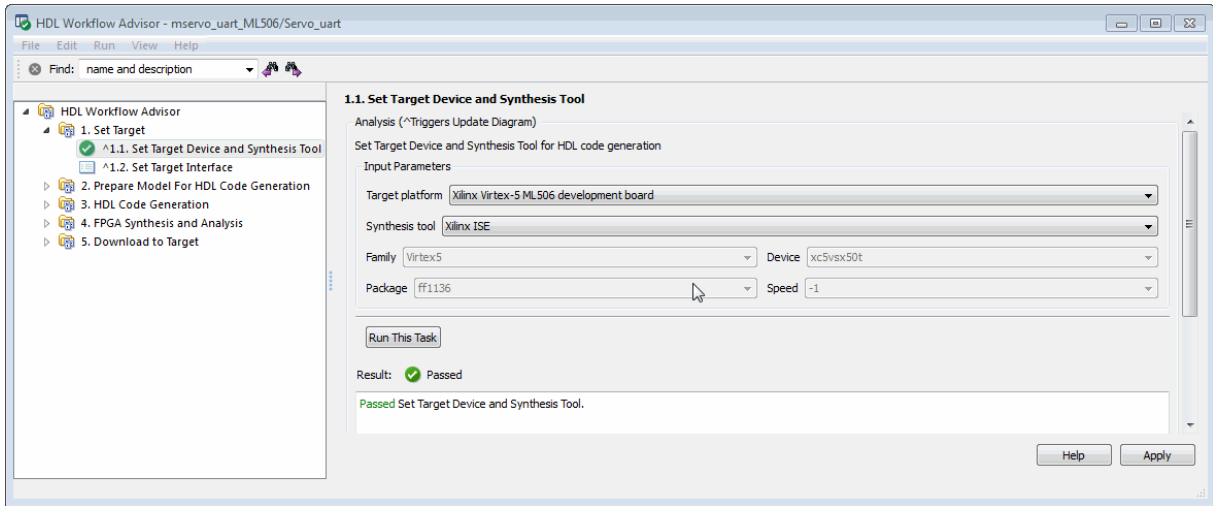 HDL Workflow Advisor - mservo_uart_ML506/Servo_uart
File Edit Run View Help
Find: name and description
HDL Workflow Advisor
1. Set Target
^1.1. Set Target Device and Synthesis Tool
^1.2. Set Target Interface
2. Prepare Model For HDL Code Generation
3. HDL Code Generation
4. FPGA Synthesis and Analysis
5. Download to Target
1.1. Set Target Device and Synthesis Tool
Analysis (^Triggers Update Diagram)
Set Target Device and Synthesis Tool for HDL code generation
Input Parameters
Target platform Xilinx Virtex-5 ML506 development board
Synthesis tool Xilinx ISE
Family Virtex5 Device xc5vsx50t
Package ff1136 Speed -1
Run This Task
Result: Passed
Passed Set Target Device and Synthesis Tool.
Help Apply